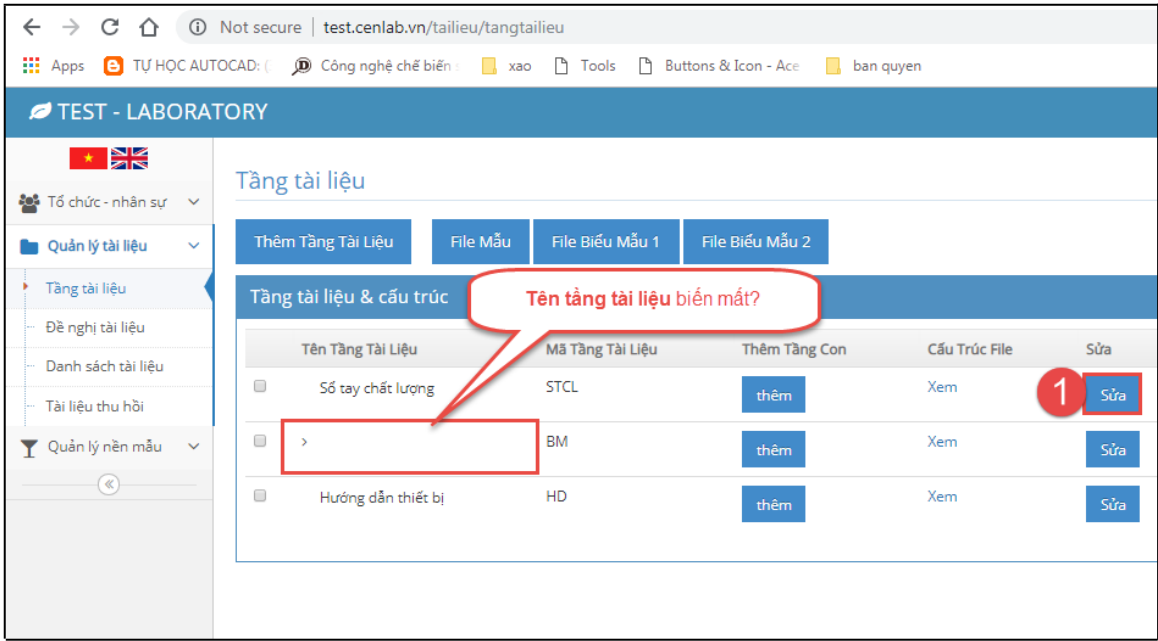 Not secure | test.cenlab.vn/tailieu/tangtailieu
Apps TỰ HỌC AUTOCAD: ( Công nghệ chế biến s xao Tools Buttons & Icon - Ace ban quyen
TEST - LABORATORY
Tổ chức - nhân sự
Quản lý tài liệu
Tầng tài liệu
Đề nghị tài liệu
Danh sách tài liệu
Tài liệu thu hồi
Quản lý nền mẫu
Tầng tài liệu
Thêm Tầng Tài Liệu File Mẫu File Biểu Mẫu 1 File Biểu Mẫu 2
Tầng tài liệu & cấu trúc
Tên tầng tài liệu biến mất?
Tên Tầng Tài Liệu Mã Tầng Tài Liệu Thêm Tầng Con Cấu Trúc File Sửa
Sổ tay chất lượng STCL thêm Xem 1 Sửa
> BM thêm Xem Sửa
Hướng dẫn thiết bị HD thêm Xem Sửa